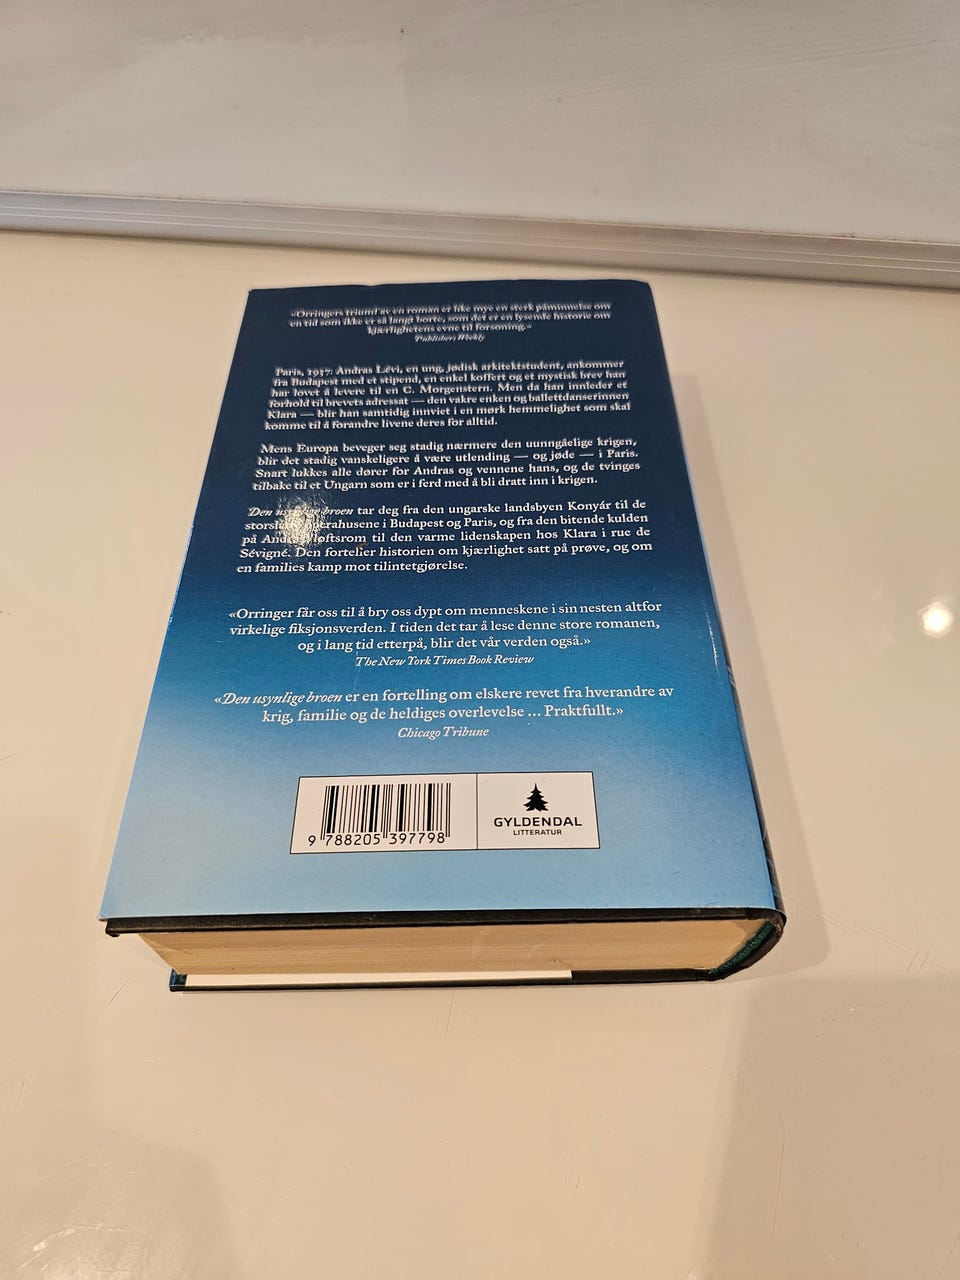 «Orringers triumf av en roman er like mye en sterk påminnelse om
en tid som ikke er så langt borte, som det er en lysende historie om
kjærlighetens evne til forsoning.»
Publishers Weekly
Paris, 1937: Andras Lévi, en ung, jødisk arkitektstudent, ankommer
fra Budapest med et stipend, en enkel koffert og et mystisk brev han
har lovet å levere til en C. Morgenstern. Men da han innleder et
forhold til brevets adressat — den vakre enken og ballettdanserinnen
Klara — blir han samtidig innviet i en mørk hemmelighet som skal
komme til å forandre livene deres for alltid.
Mens Europa beveger seg stadig nærmere den uunngåelige krigen,
blir det stadig vanskeligere å være utlending — og jøde — i Paris.
Snart lukkes alle dører for Andras og vennene hans, og de tvinges
tilbake til et Ungarn som er i ferd med å bli dratt inn i krigen.
Den usynlige broen tar deg fra den ungarske landsbyen Konyár til de
storslåtte operahusene i Budapest og Paris, og fra den bitende kulden
på Andras' loftsrom til den varme lidenskapen hos Klara i rue de
Sévigné. Den forteller historien om kjærlighet satt på prøve, og om
en families kamp mot tilintetgjørelse.
«Orringer får oss til å bry oss dypt om menneskene i sin nesten altfor
virkelige fiksjonsverden. I tiden det tar å lese denne store romanen,
og i lang tid etterpå, blir det vår verden også.»
The New York Times Book Review
«Den usynlige broen er en fortelling om elskere revet fra hverandre av
krig, familie og de heldiges overlevelse ... Praktfullt.»
Chicago Tribune
9 788205 397798
GYLDENDAL
LITTERATUR